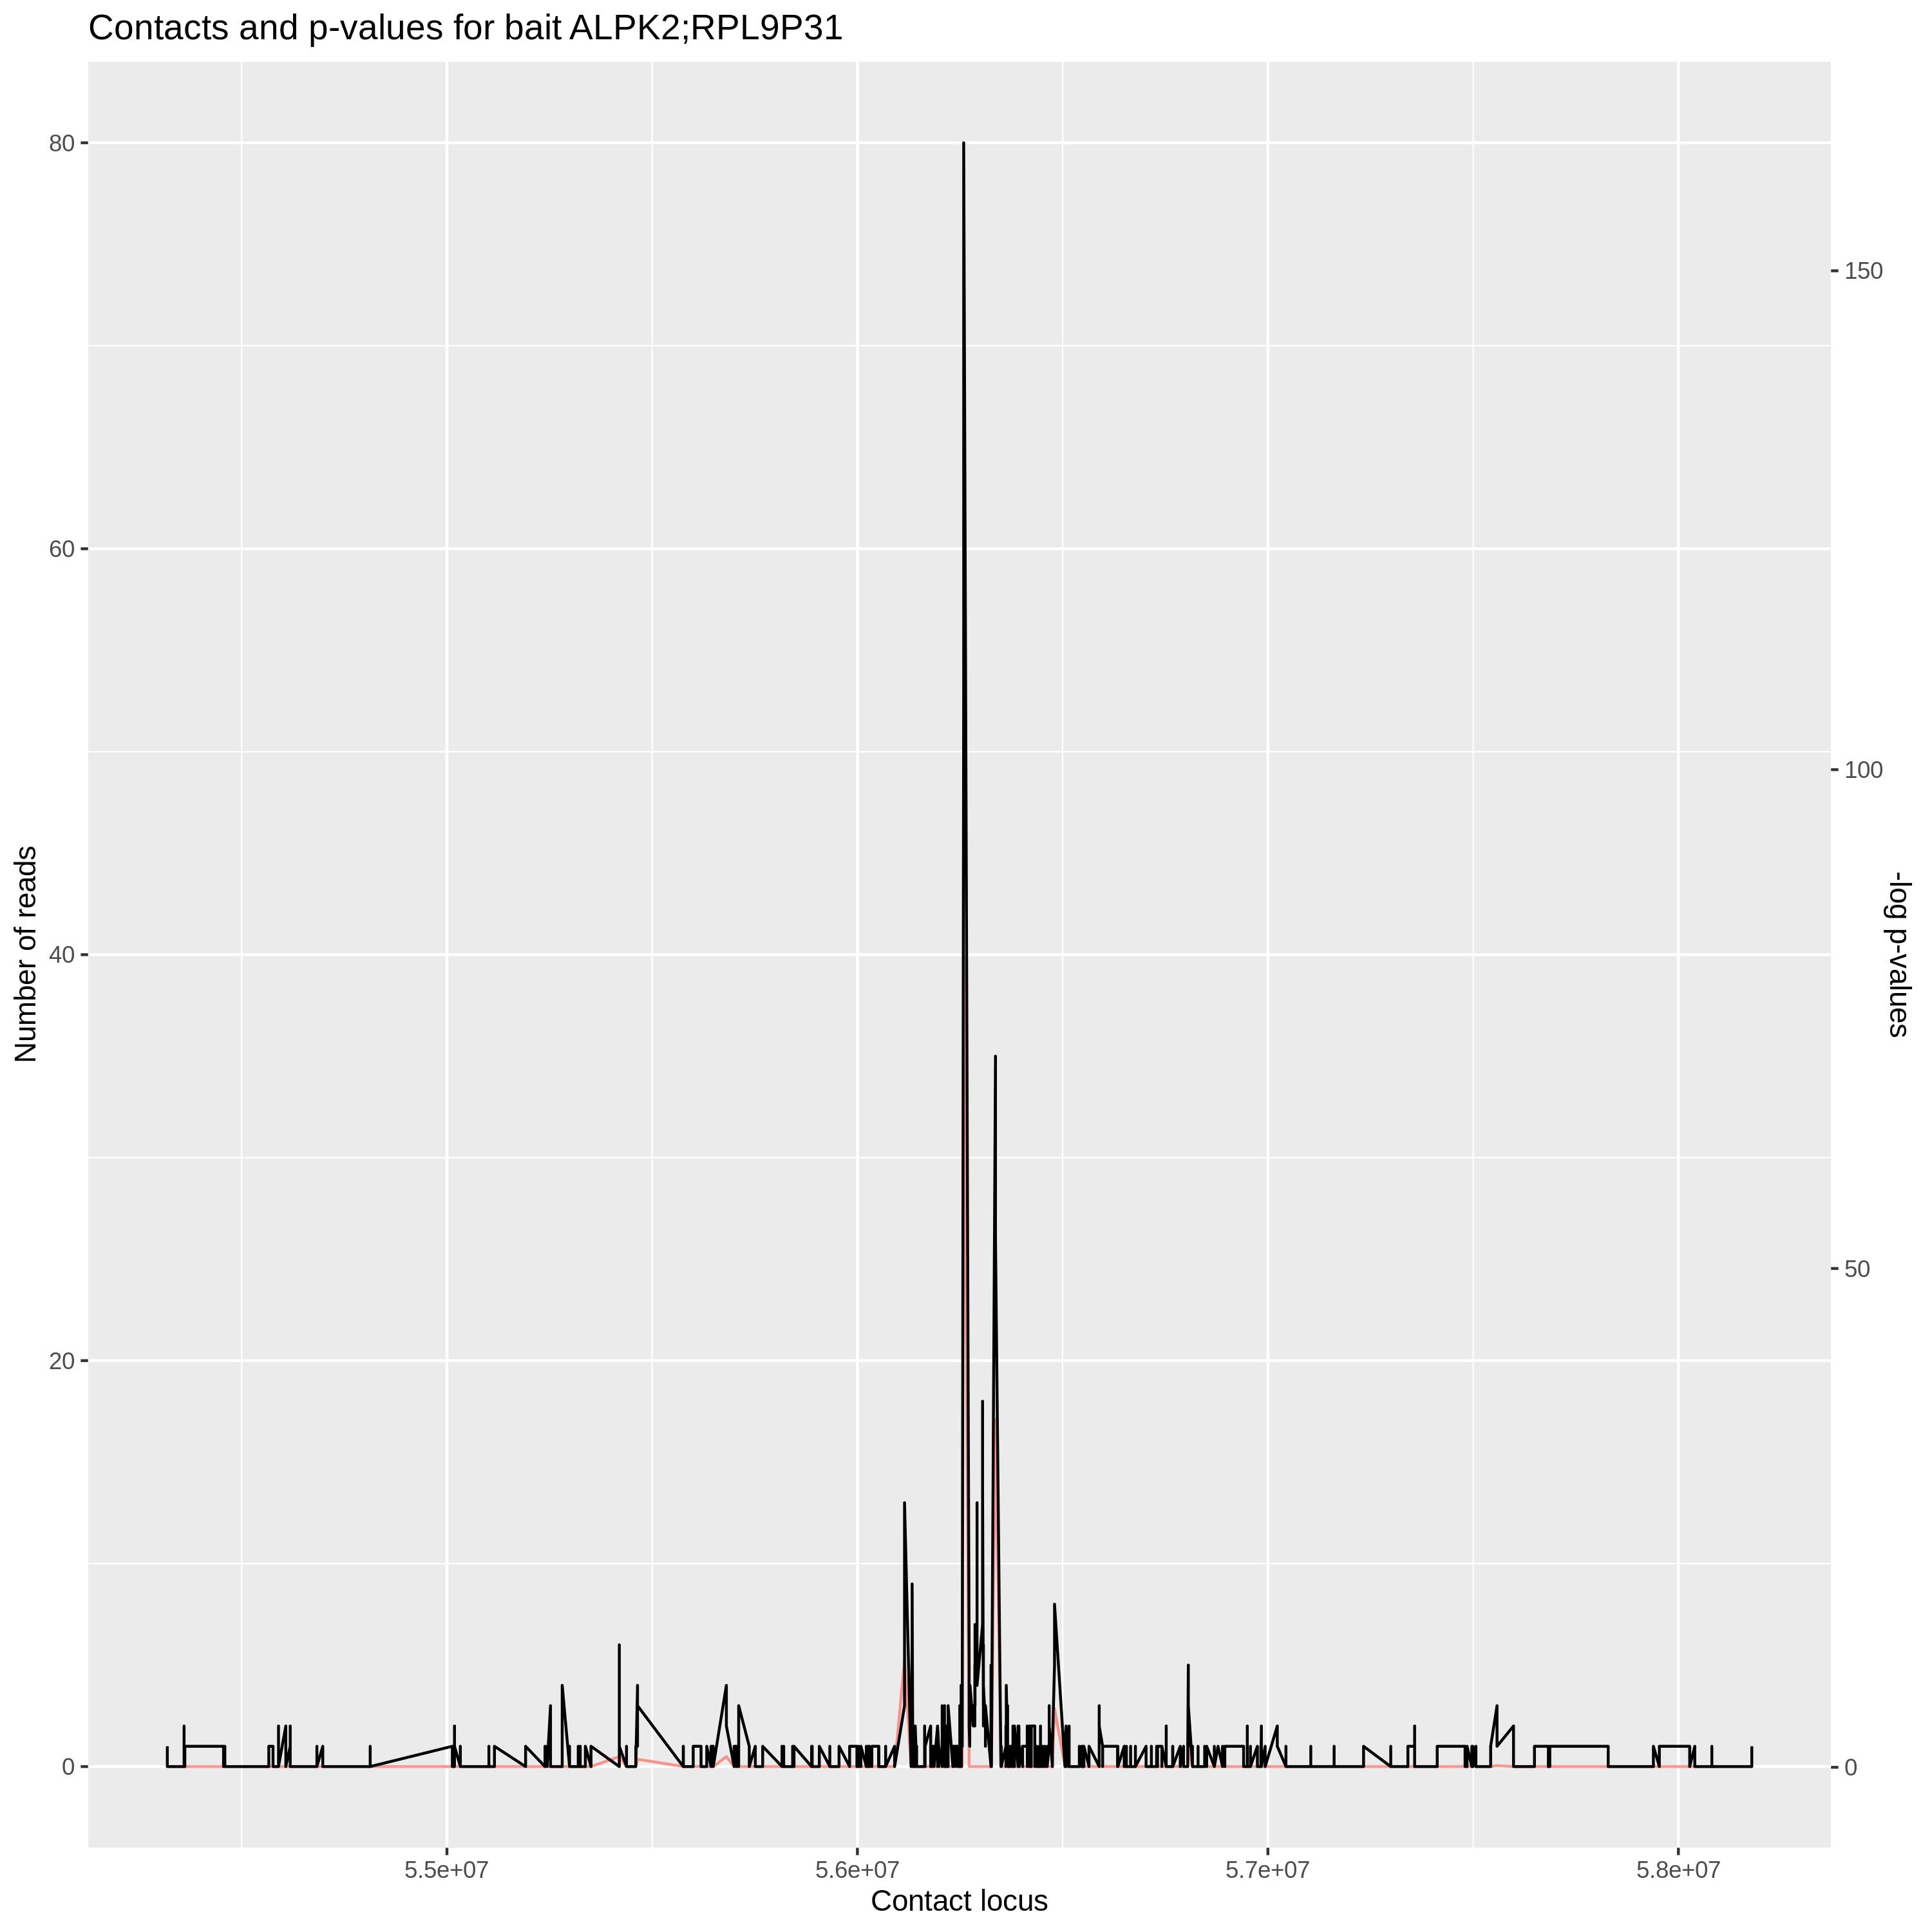 Contacts and p-values for bait ALPK2;RPL9P31
80
60
40
20
0
Number of reads
150
100
50
0
-log p-values
5.5e+07
5.6e+07
5.7e+07
5.8e+07
Contact locus